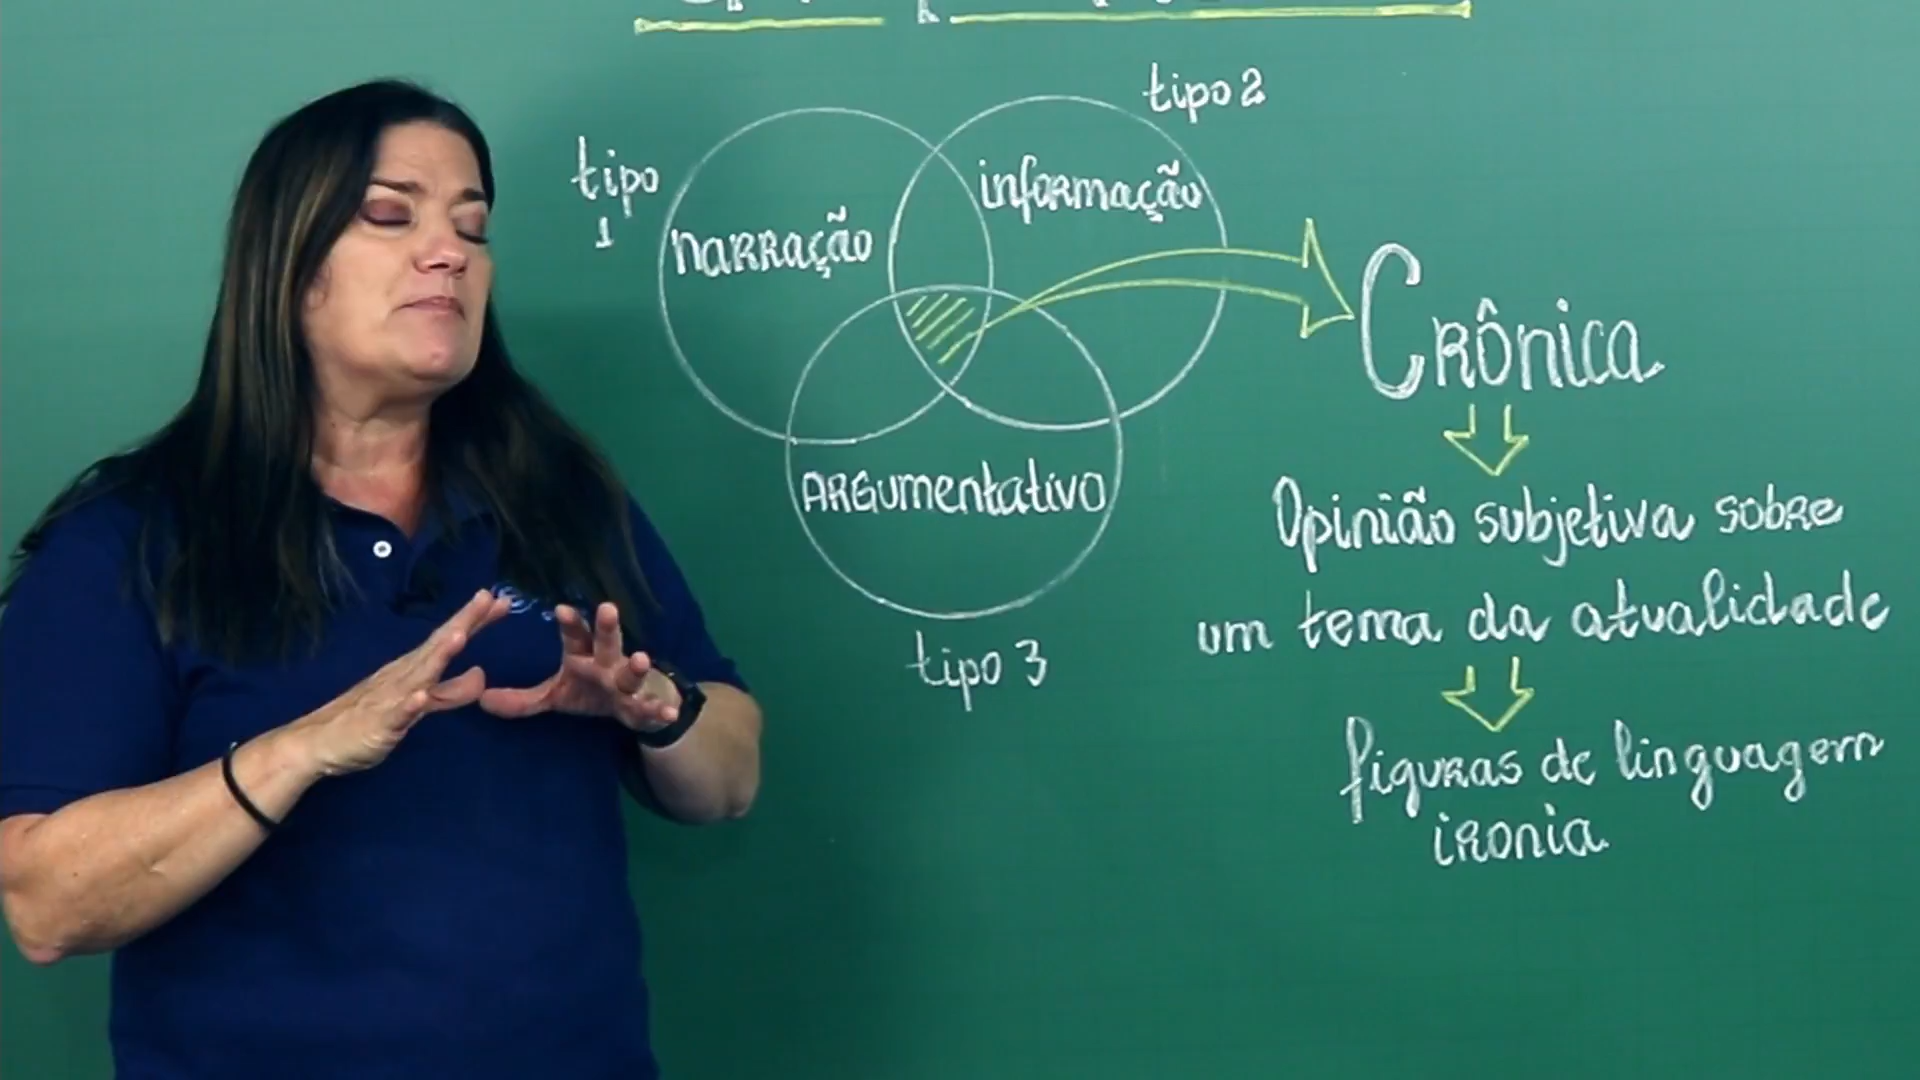 tipo 2
tipo
1
narração
informação
Crônica
Argumentativo
Opinião subjetiva sobre
um tema da atualidade
tipo 3
figuras de linguagem
ironia